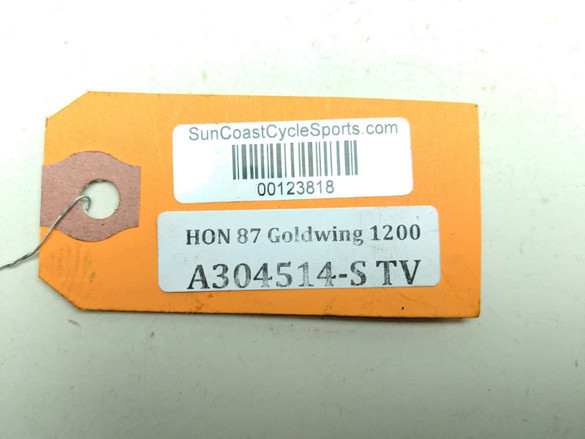 SunCoastCycleSports.com
00123818
HON 87 Goldwing 1200
A304514-S TV